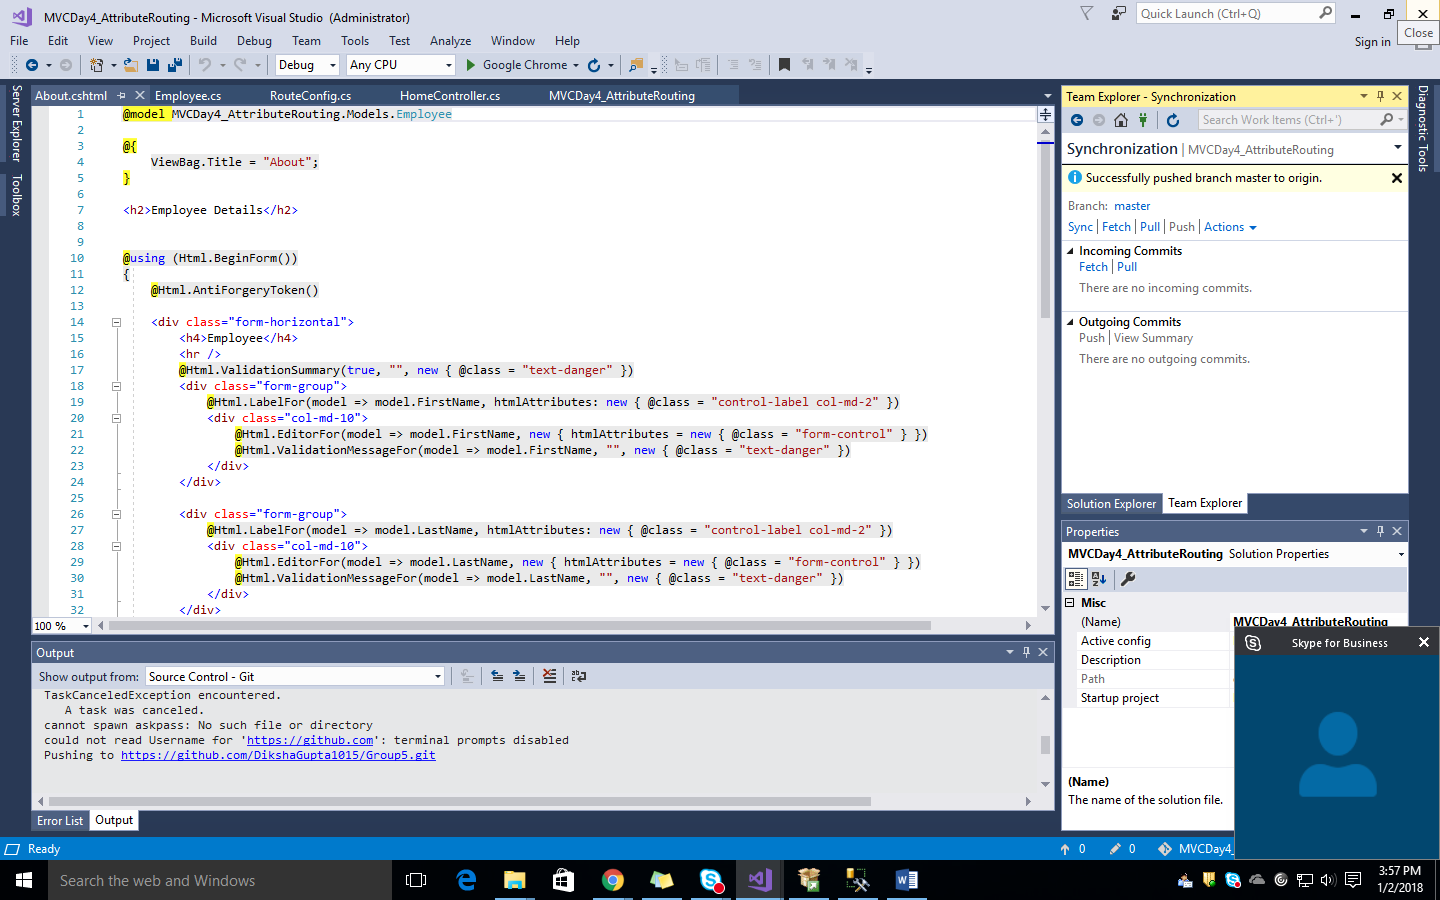 MVCDay4_AttributeRouting - Microsoft Visual Studio (Administrator)
Quick Launch (Ctrl+Q)
Close
File Edit View Project Build Debug Team Tools Test Analyze Window Help
Sign in
Debug Any CPU Google Chrome
Server Explorer
Toolbox
About.cshtml Employee.cs RouteConfig.cs HomeController.cs MVCDay4_AttributeRouting
1 @model MVCDay4_AttributeRouting.Models.Employee
2
3 @{
4 ViewBag.Title = "About";
5 }
6
7 <h2>Employee Details</h2>
8
9
10 @using (Html.BeginForm())
11 {
12 @Html.AntiForgeryToken()
13
14 <div class="form-horizontal">
15 <h4>Employee</h4>
16 <hr />
17 @Html.ValidationSummary(true, "", new { @class = "text-danger" })
18 <div class="form-group">
19 @Html.LabelFor(model => model.FirstName, htmlAttributes: new { @class = "control-label col-md-2" })
20 <div class="col-md-10">
21 @Html.EditorFor(model => model.FirstName, new { htmlAttributes = new { @class = "form-control" } })
22 @Html.ValidationMessageFor(model => model.FirstName, "", new { @class = "text-danger" })
23 </div>
24 </div>
25
26 <div class="form-group">
27 @Html.LabelFor(model => model.LastName, htmlAttributes: new { @class = "control-label col-md-2" })
28 <div class="col-md-10">
29 @Html.EditorFor(model => model.LastName, new { htmlAttributes = new { @class = "form-control" } })
30 @Html.ValidationMessageFor(model => model.LastName, "", new { @class = "text-danger" })
31 </div>
32 </div>
100 %
Output
Show output from: Source Control - Git
TaskCanceledException encountered.
A task was canceled.
cannot spawn askpass: No such file or directory
could not read Username for 'https://github.com': terminal prompts disabled
Pushing to https://github.com/DikshaGupta1015/Group5.git
Error List Output
Team Explorer - Synchronization
Search Work Items (Ctrl+')
Synchronization | MVCDay4_AttributeRouting
Successfully pushed branch master to origin.
Branch: master
Sync | Fetch | Pull | Push | Actions
Incoming Commits
Fetch | Pull
There are no incoming commits.
Outgoing Commits
Push | View Summary
There are no outgoing commits.
Solution Explorer Team Explorer
Diagnostic Tools
Properties
MVCDay4_AttributeRouting Solution Properties
Misc
(Name) MVCDay4_AttributeRouting
Active config
Description
Path
Startup project
(Name)
The name of the solution file.
Skype for Business
Ready
0 0 MVCDay4_
Search the web and Windows
3:57 PM
1/2/2018